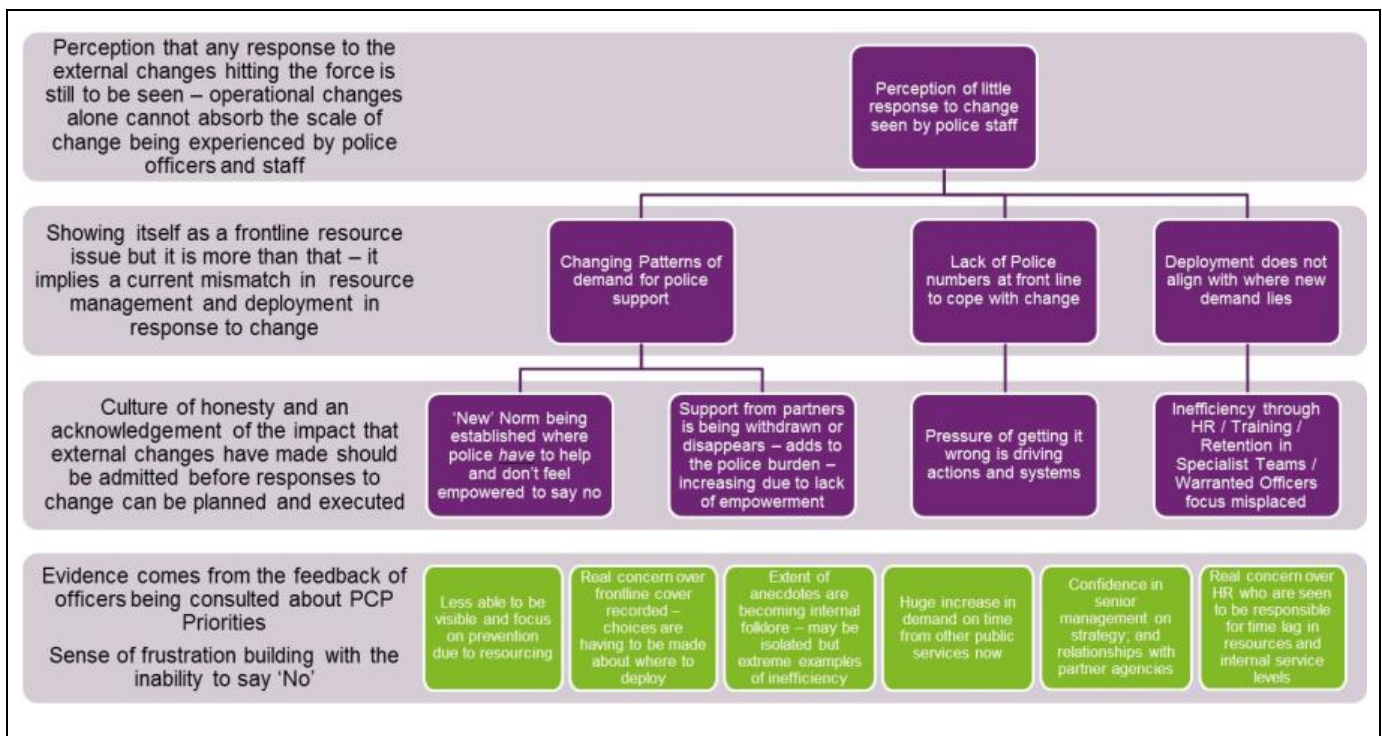 Perception that any response to the
external changes hitting the force is
still to be seen – operational changes
alone cannot absorb the scale of
change being experienced by police
officers and staff
Perception of little
response to change
seen by police staff
Showing itself as a frontline resource
issue but it is more than that – it
implies a current mismatch in resource
management and deployment in
response to change
Changing Patterns of
demand for police
support
Lack of Police
numbers at front line
to cope with change
Deployment does not
align with where new
demand lies
Culture of honesty and an
acknowledgement of the impact that
external changes have made should
be admitted before responses to
change can be planned and executed
‘New’ Norm being
established where
police have to help
and don’t feel
empowered to say no
Support from partners
is being withdrawn or
disappears – adds
to the police burden –
increasing due to lack
of empowerment
Pressure of getting it
wrong is driving
actions and systems
Inefficiency through
HR / Training /
Retention in
Specialist Teams /
Warranted Officers
focus misplaced
Evidence comes from the feedback of
officers being consulted about PCP
Priorities
Sense of frustration building with the
inability to say ‘No’
Less able to be
visible and focus
on prevention
due to resourcing
Real concern over
frontline cover
recorded –
choices are
having to be made
about where to
deploy
Extent of
anecdotes are
becoming internal
folklore – may be
isolated but
extreme examples
of inefficiency
Huge increase in
demand on time
from other public
services now
Confidence in
senior
management on
strategy; and
relationships with
partner agencies
Real concern over
HR who are seen
to be responsible
for time lag in
resources and
internal service
levels